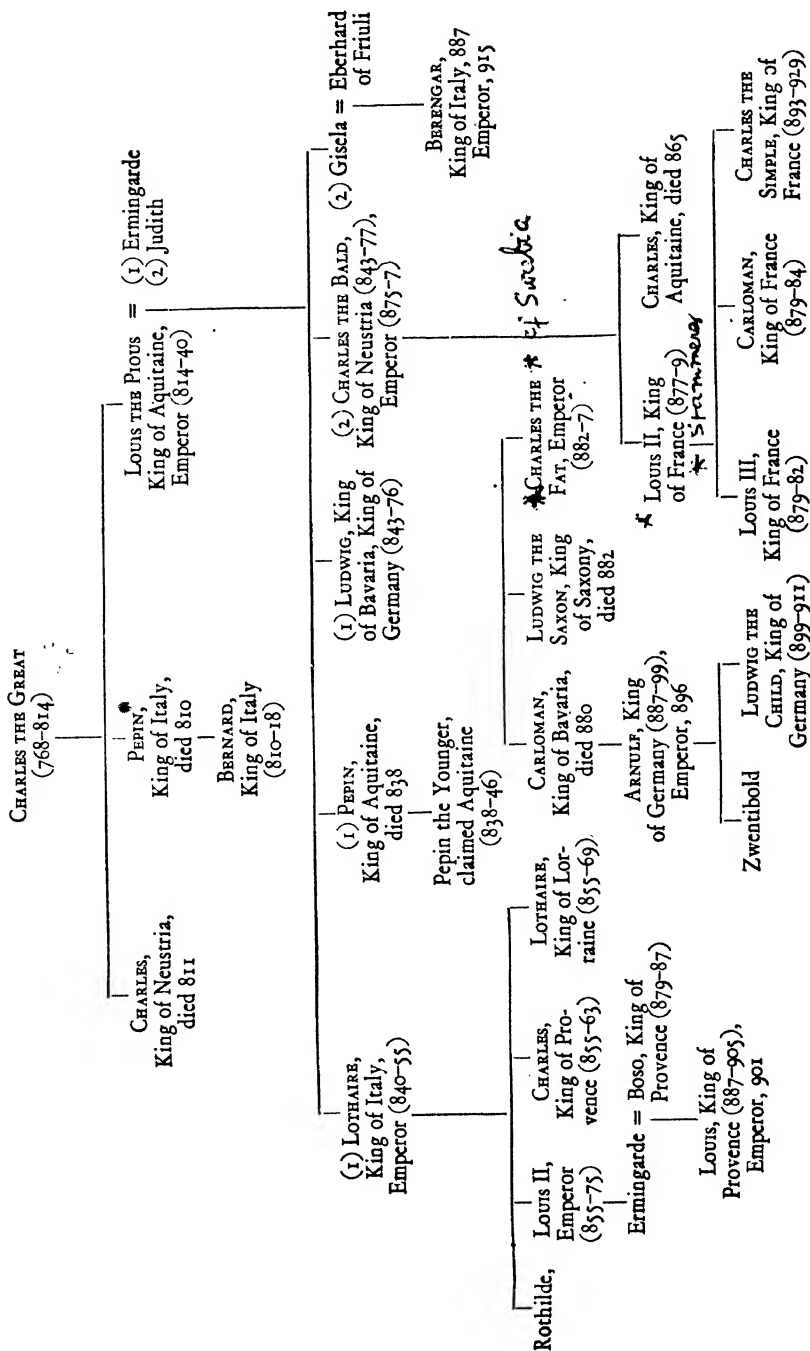 CHARLES THE GREAT
(768–814)
CHARLES,
King of Neustria,
died 811
PEPIN,*
King of Italy,
died 810
BERNARD,
King of Italy
(810–18)
LOUIS THE PIOUS
King of Aquitaine,
Emperor (814–40)
= (1) Ermingarde
(2) Judith
(1) LOTHAIRE,
King of Italy,
Emperor (840–55)
(1) PEPIN,
King of Aquitaine,
died 838
Pepin the Younger,
claimed Aquitaine
(838–46)
(1) LUDWIG, King
of Bavaria, King of
Germany (843–76)
(2) CHARLES THE BALD,
King of Neustria (843–77),
Emperor (875–7)
(2) Gisela = Eberhard
of Friuli
BERENGAR,
King of Italy, 887
Emperor, 915
Rothilde,
LOUIS II,
Emperor
(855–75)
Ermingarde = Boso, King of
Provence (879–87)
LOUIS, King of
Provence (887–905),
Emperor, 901
CHARLES,
King of Pro-
vence (855–63)
LOTHAIRE,
King of Lor-
raine (855–69)
CARLOMAN,
King of Bavaria,
died 880
ARNULF, King
of Germany (887–99),
Emperor, 896
Zwentibold
LUDWIG THE
CHILD, King of
Germany (899–911)
LUDWIG THE
SAXON, King
of Saxony,
died 882
*CHARLES THE * of Swabia
FAT, Emperor
(882–7)
* LOUIS II, King
of France (877–9)
* Stammerer
CHARLES, King of
Aquitaine, died 865
LOUIS III,
King of France
(879–82)
CARLOMAN,
King of France
(879–84)
CHARLES THE
SIMPLE, King of
France (893–929)